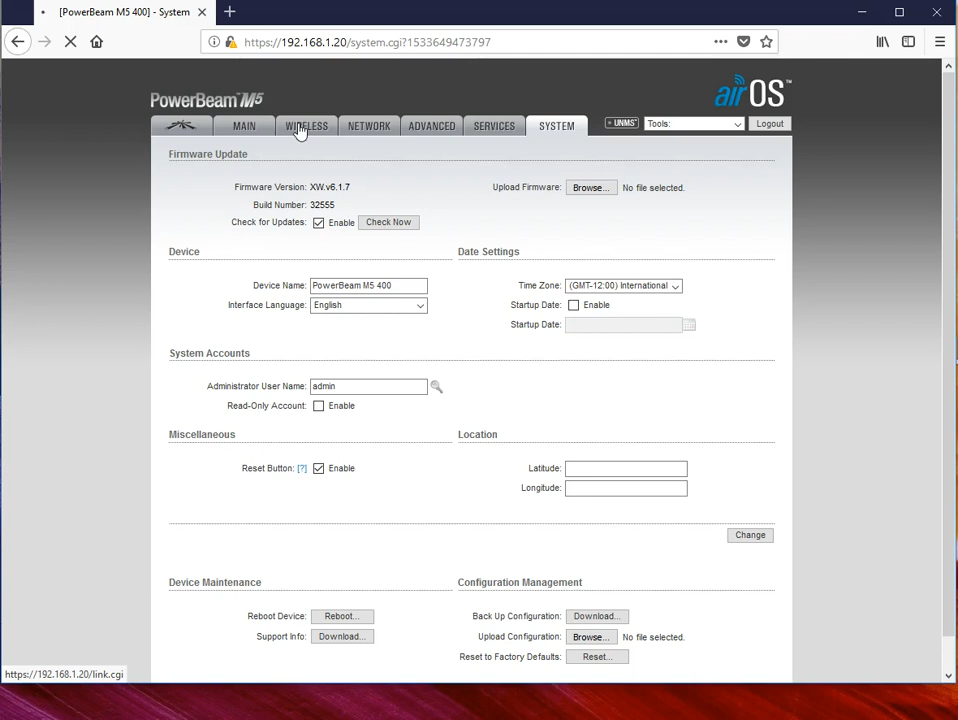 [PowerBeam M5 400] - System
https://192.168.1.20/system.cgi?1533649473797
PowerBeam™M5
airOS™
MAIN WIRELESS NETWORK ADVANCED SERVICES SYSTEM UNMS™ Tools: Logout
Firmware Update
Firmware Version: XW.v6.1.7 Upload Firmware: Browse... No file selected.
Build Number: 32555
Check for Updates: Enable Check Now
Device Date Settings
Device Name: PowerBeam M5 400 Time Zone: (GMT-12:00) International
Interface Language: English Startup Date: Enable
Startup Date:
System Accounts
Administrator User Name: admin
Read-Only Account: Enable
Miscellaneous Location
Reset Button: [?] Enable Latitude:
Longitude:
Change
Device Maintenance Configuration Management
Reboot Device: Reboot... Back Up Configuration: Download...
Support Info: Download... Upload Configuration: Browse... No file selected.
Reset to Factory Defaults: Reset...
https://192.168.1.20/link.cgi